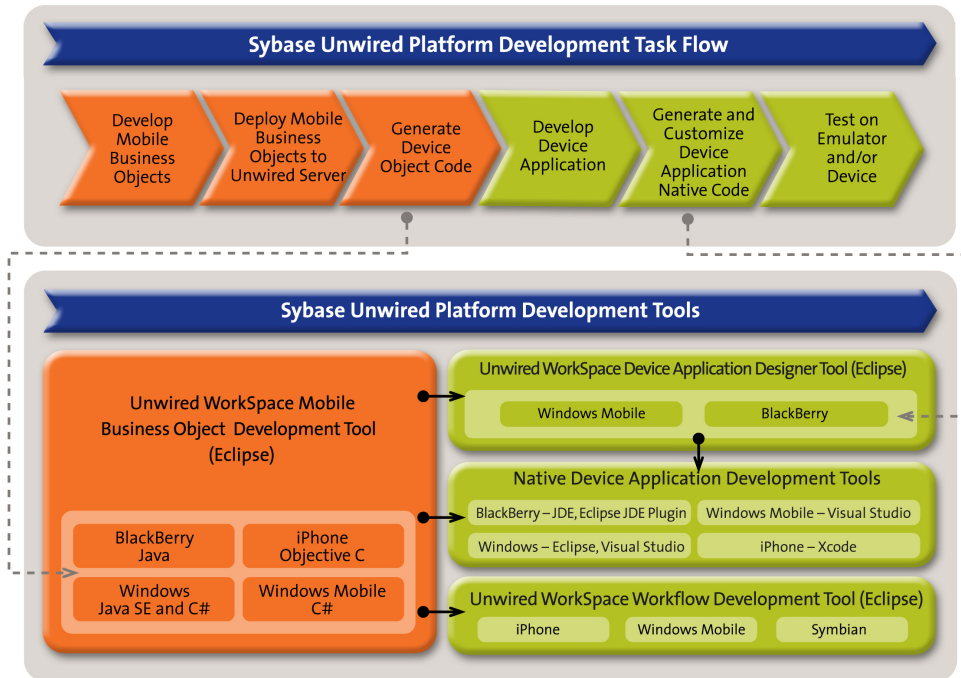 Sybase Unwired Platform Development Task Flow
Develop
Mobile
Business
Objects
Deploy Mobile
Business
Objects to
Unwired Server
Generate
Device
Object Code
Develop
Device
Application
Generate and
Customize
Device
Application
Native Code
Test on
Emulator
and/or
Device
Sybase Unwired Platform Development Tools
Unwired WorkSpace Mobile
Business Object Development Tool
(Eclipse)
BlackBerry
Java
iPhone
Objective C
Windows
Java SE and C#
Windows Mobile
C#
Unwired WorkSpace Device Application Designer Tool (Eclipse)
Windows Mobile
BlackBerry
Native Device Application Development Tools
BlackBerry – JDE, Eclipse JDE Plugin
Windows Mobile – Visual Studio
Windows – Eclipse, Visual Studio
iPhone – Xcode
Unwired WorkSpace Workflow Development Tool (Eclipse)
iPhone
Windows Mobile
Symbian